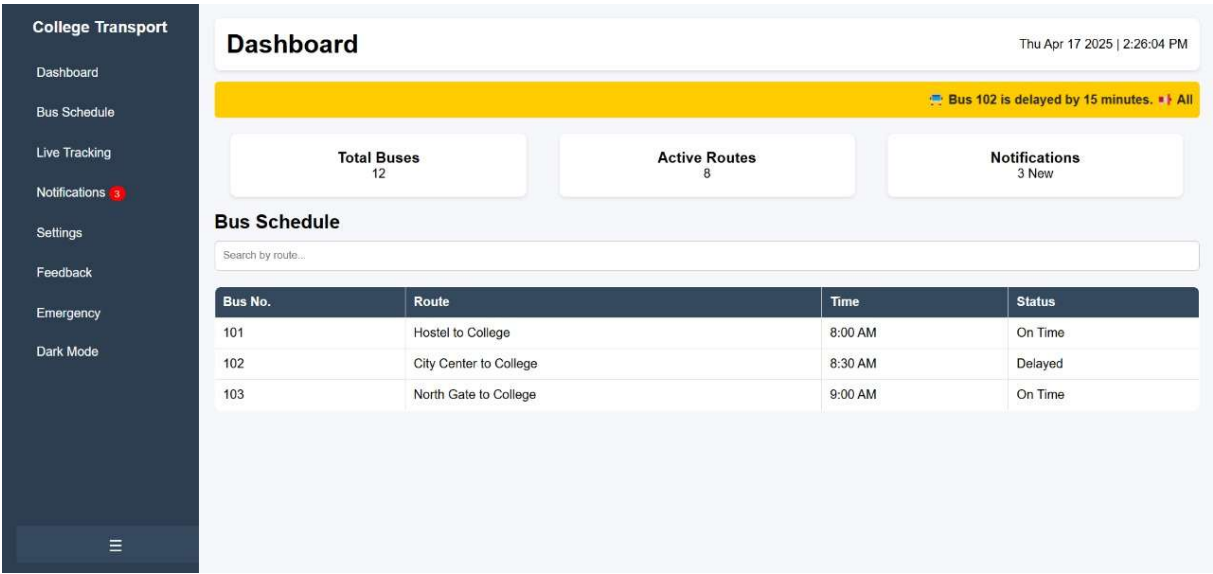 College Transport
Dashboard
Bus Schedule
Live Tracking
Notifications 3
Settings
Feedback
Emergency
Dark Mode
☰
Dashboard
Thu Apr 17 2025 | 2:26:04 PM
Bus 102 is delayed by 15 minutes. All
Total Buses
12
Active Routes
8
Notifications
3 New
Bus Schedule
Search by route...
Bus No. Route Time Status
101 Hostel to College 8:00 AM On Time
102 City Center to College 8:30 AM Delayed
103 North Gate to College 9:00 AM On Time